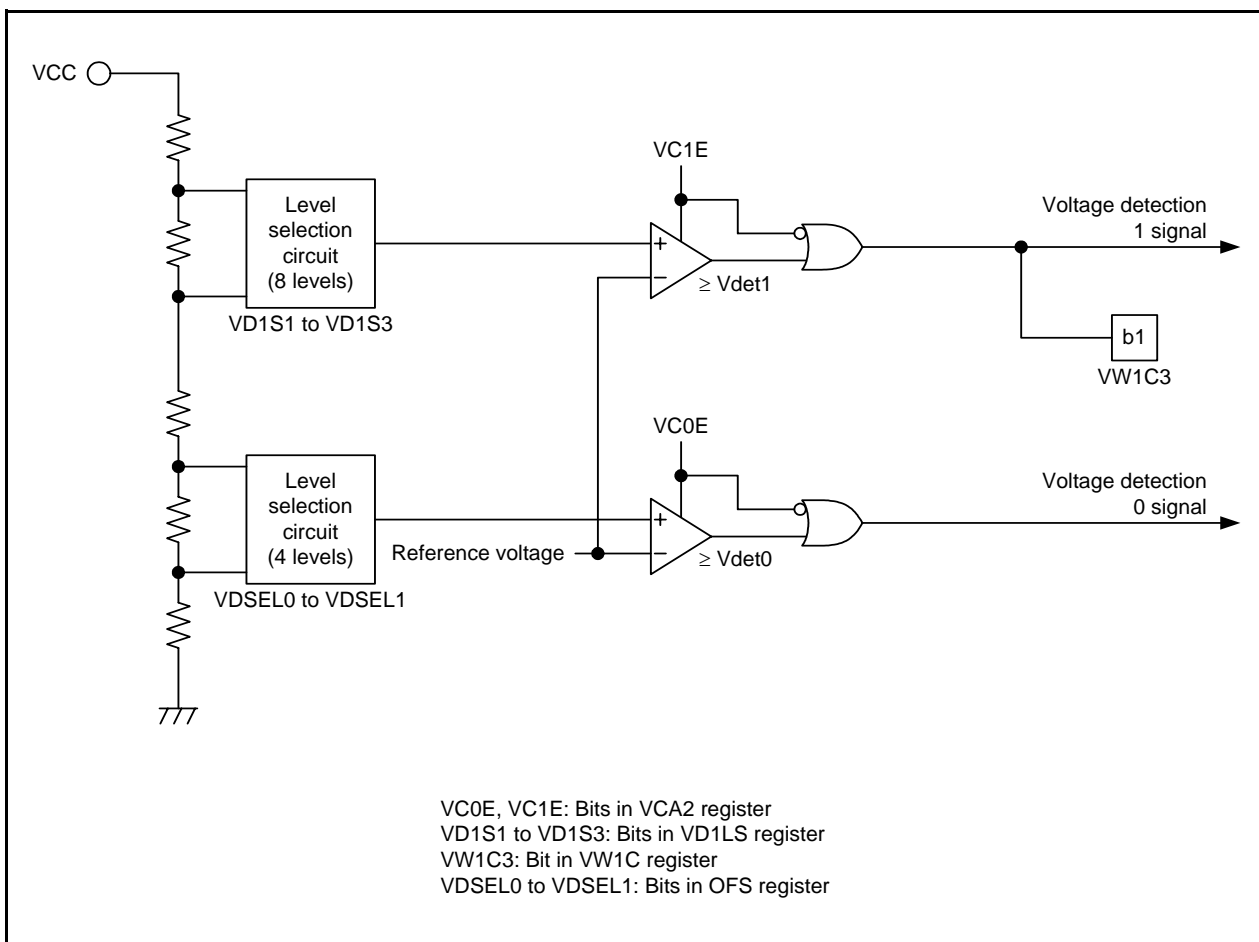 VCC
Level
selection
circuit
(8 levels)
VD1S1 to VD1S3
VC1E
+
−
≥ Vdet1
Voltage detection
1 signal
b1
VW1C3
Level
selection
circuit
(4 levels)
VDSEL0 to VDSEL1
Reference voltage
VC0E
+
−
≥ Vdet0
Voltage detection
0 signal
VC0E, VC1E: Bits in VCA2 register
VD1S1 to VD1S3: Bits in VD1LS register
VW1C3: Bit in VW1C register
VDSEL0 to VDSEL1: Bits in OFS register